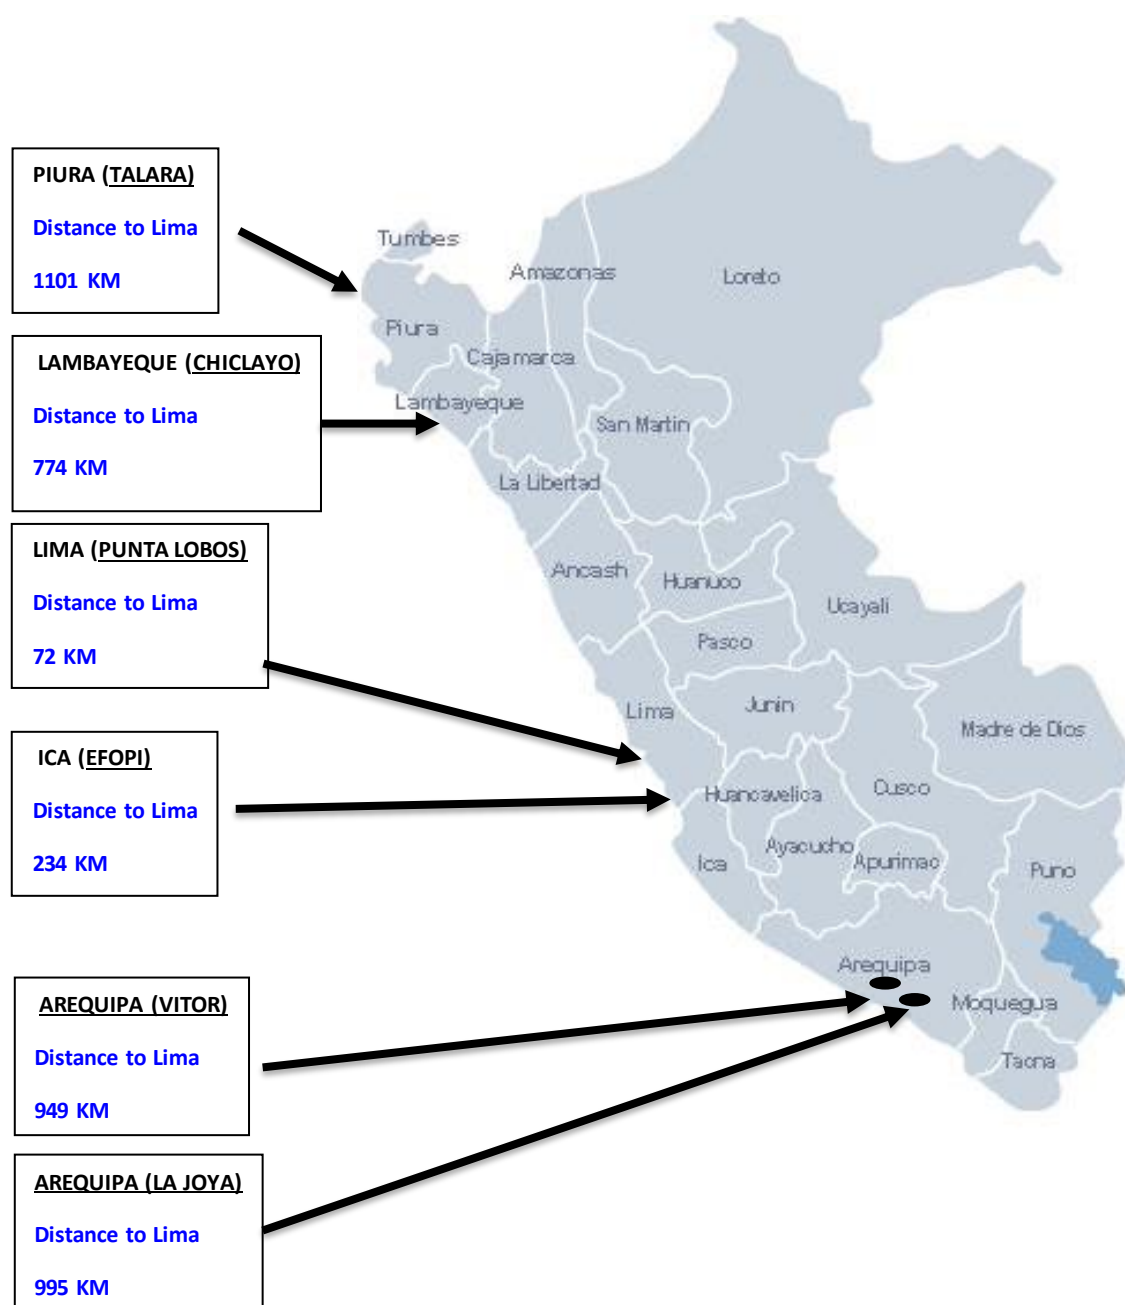 PIURA (TALARA)
Distance to Lima
1101 KM
LAMBAYEQUE (CHICLAYO)
Distance to Lima
774 KM
LIMA (PUNTA LOBOS)
Distance to Lima
72 KM
ICA (EFOPI)
Distance to Lima
234 KM
AREQUIPA (VITOR)
Distance to Lima
949 KM
AREQUIPA (LA JOYA)
Distance to Lima
995 KM
Tumbes
Amazonas
Loreto
Piura
Cajamarca
Lambayeque
San Martin
La Libertad
Ancash
Huanuco
Ucayali
Pasco
Junin
Lima
Madre de Dios
Huancavelica
Cusco
Ayacucho
Apurimac
Ica
Puno
Arequipa
Moquegua
Tacna